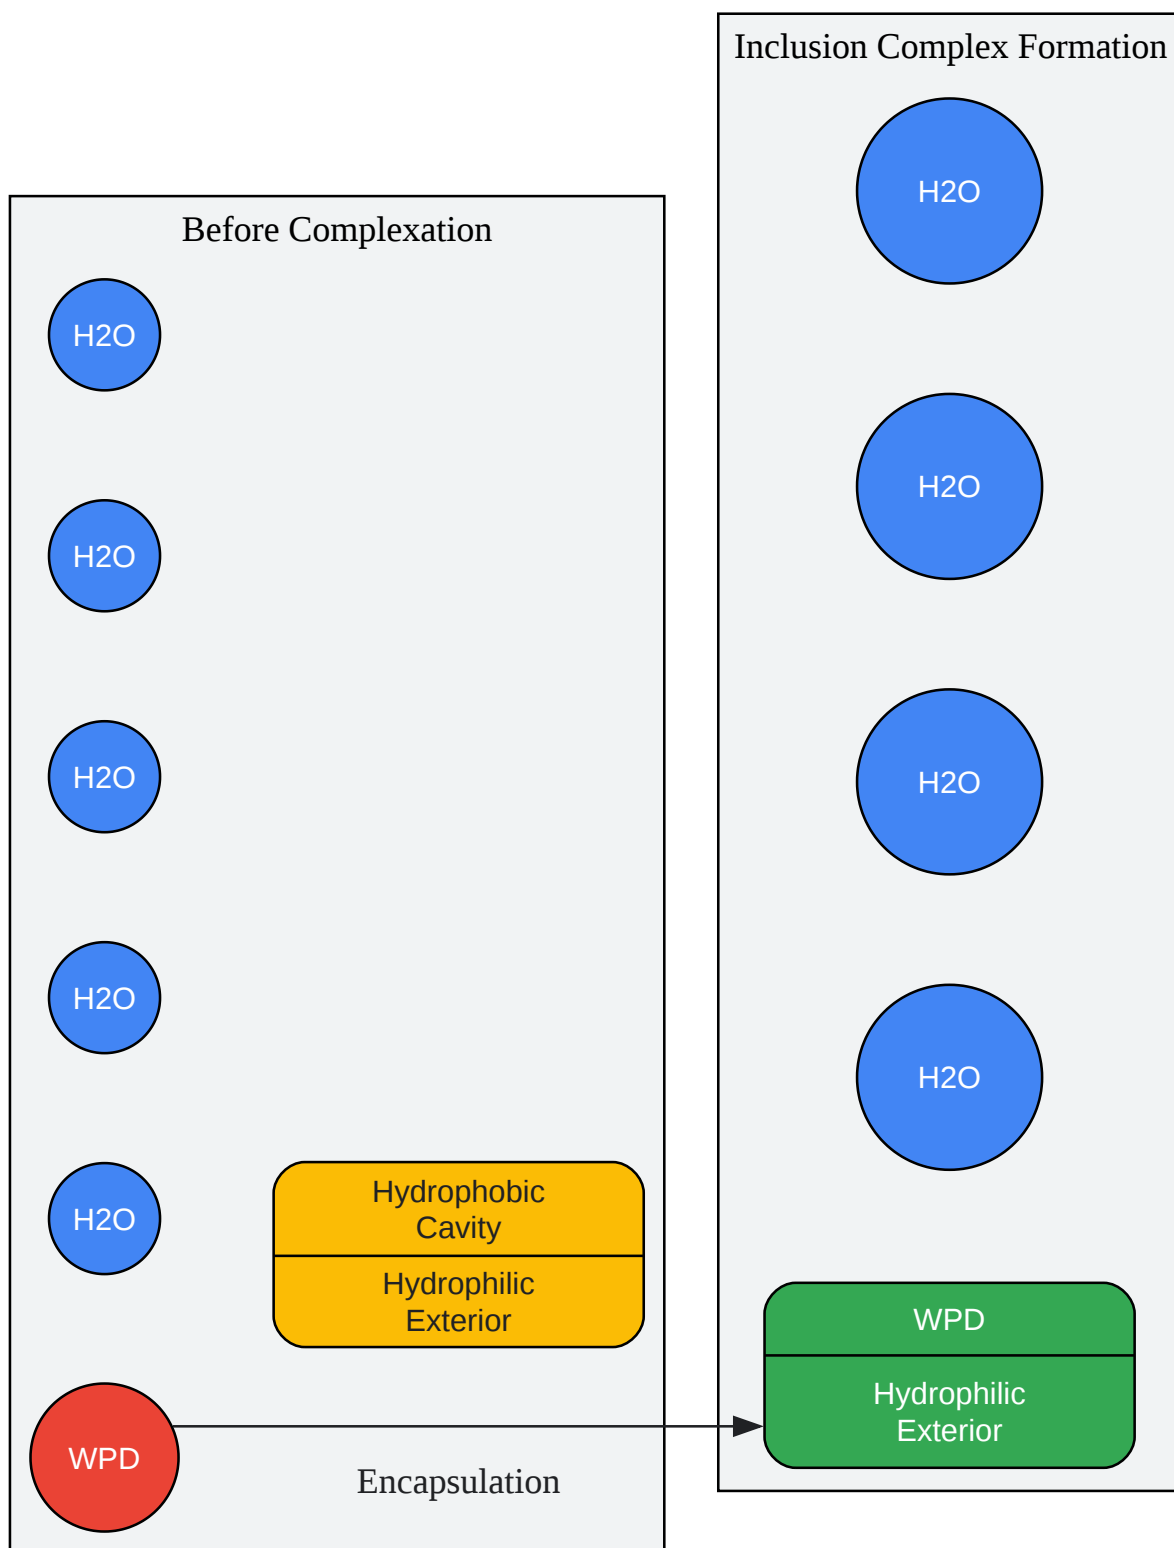 Before Complexation
H2O
H2O
H2O
H2O
H2O
Hydrophobic
Cavity
Hydrophilic
Exterior
WPD
Encapsulation
Inclusion Complex Formation
H2O
H2O
H2O
H2O
WPD
Hydrophilic
Exterior